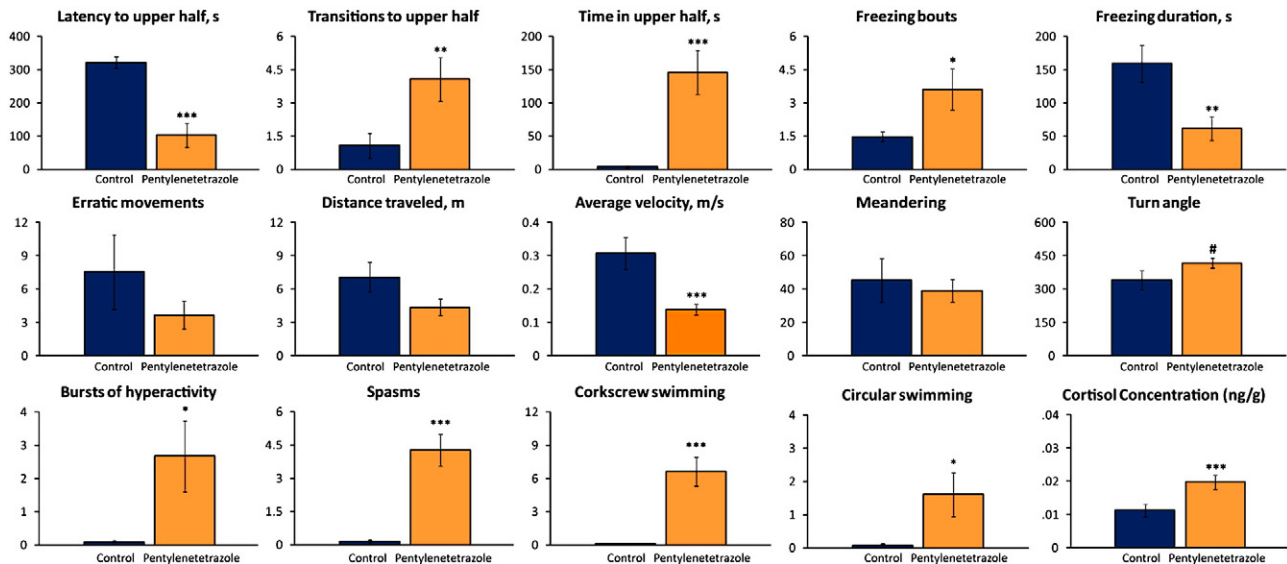 Latency to upper half, s
400
300
200
100
0
***
Control Pentylenetetrazole
Transitions to upper half
6
4.5
3
1.5
0
**
Control Pentylenetetrazole
Time in upper half, s
200
150
100
50
0
***
Control Pentylenetetrazole
Freezing bouts
6
4.5
3
1.5
0
*
Control Pentylenetetrazole
Freezing duration, s
200
150
100
50
0
**
Control Pentylenetetrazole
Erratic movements
12
9
6
3
0
Control Pentylenetetrazole
Distance traveled, m
12
9
6
3
0
Control Pentylenetetrazole
Average velocity, m/s
0.4
0.3
0.2
0.1
0
***
Control Pentylenetetrazole
Meandering
80
60
40
20
0
Control Pentylenetetrazole
Turn angle
600
450
300
150
0
#
Control Pentylenetetrazole
Bursts of hyperactivity
4
3
2
1
0
*
Control Pentylenetetrazole
Spasms
6
4.5
3
1.5
0
***
Control Pentylenetetrazole
Corkscrew swimming
12
9
6
3
0
***
Control Pentylenetetrazole
Circular swimming
4
3
2
1
0
*
Control Pentylenetetrazole
Cortisol Concentration (ng/g)
.04
.03
.02
.01
0
***
Control Pentylenetetrazole